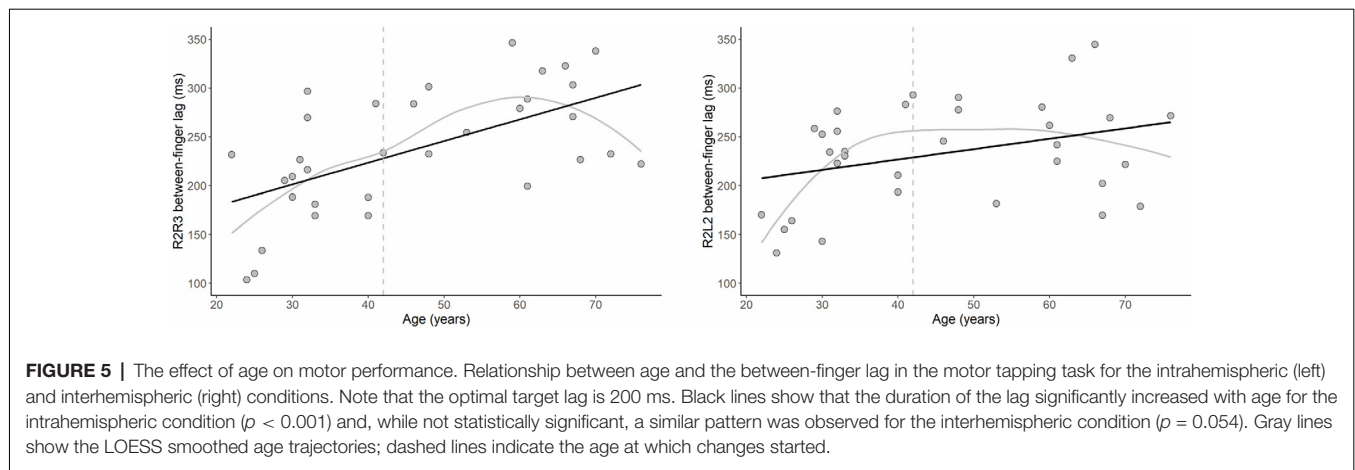 350
300
250
200
150
100
R2R3 between-finger lag (ms)
20 30 40 50 60 70
Age (years)
350
300
250
200
150
100
R2L2 between-finger lag (ms)
20 30 40 50 60 70
Age (years)
FIGURE 5 | The effect of age on motor performance. Relationship between age and the between-finger lag in the motor tapping task for the intrahemispheric (left)
and interhemispheric (right) conditions. Note that the optimal target lag is 200 ms. Black lines show that the duration of the lag significantly increased with age for the
intrahemispheric condition (p < 0.001) and, while not statistically significant, a similar pattern was observed for the interhemispheric condition (p = 0.054). Gray lines
show the LOESS smoothed age trajectories; dashed lines indicate the age at which changes started.